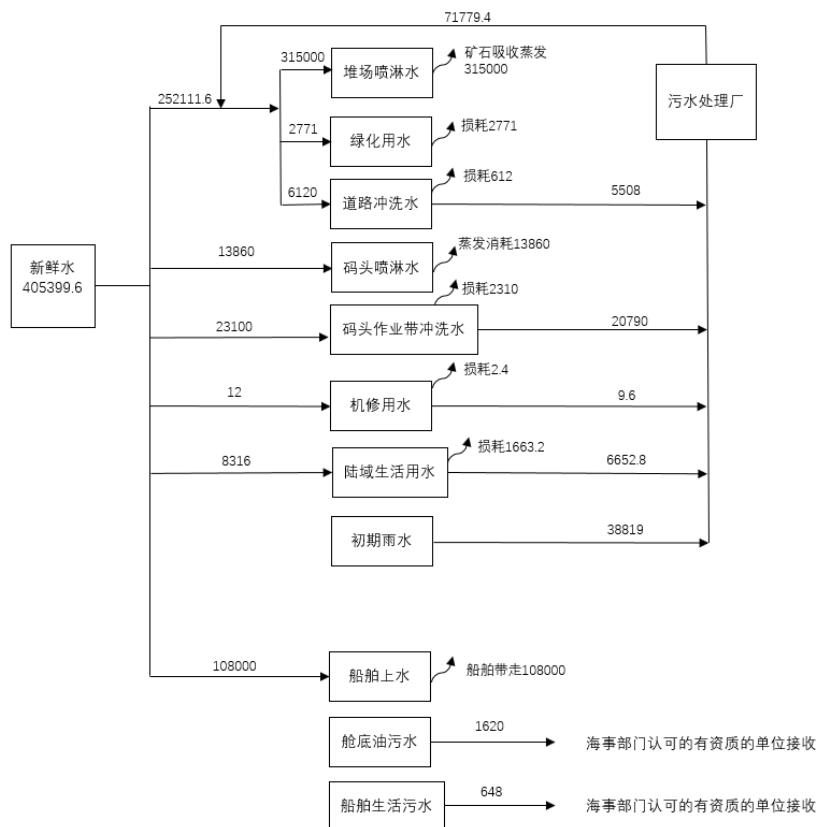 71779.4
315000
堆场喷淋水
矿石吸收蒸发
315000
污水处理厂
252111.6
2771
绿化用水
损耗2771
6120
道路冲洗水
损耗612
5508
新鲜水
405399.6
13860
码头喷淋水
蒸发消耗13860
23100
码头作业带冲洗水
损耗2310
20790
12
机修用水
损耗2.4
9.6
8316
陆域生活用水
损耗1663.2
6652.8
初期雨水
38819
108000
船舶上水
船舶带走108000
舱底油污水
1620
海事部门认可的有资质的单位接收
船舶生活污水
648
海事部门认可的有资质的单位接收